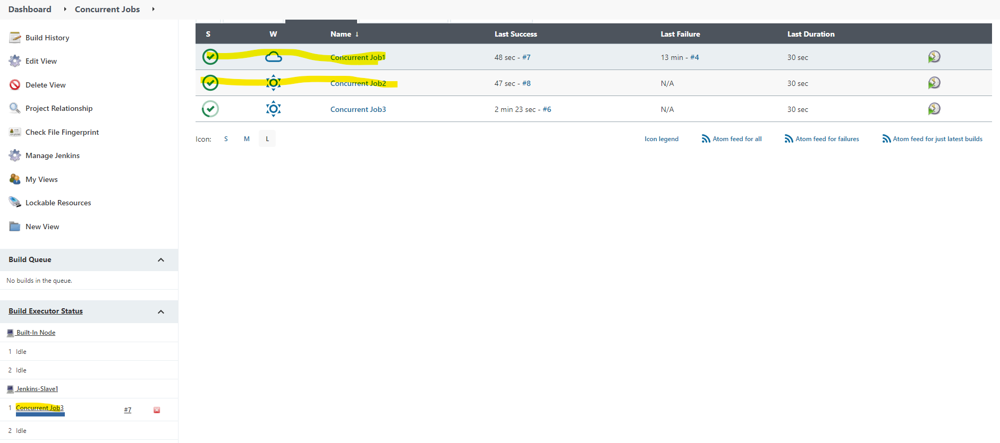 Dashboard Concurrent Jobs
Build History
Edit View
Delete View
Project Relationship
Check File Fingerprint
Manage Jenkins
My Views
Lockable Resources
New View
Build Queue
No builds in the queue.
Build Executor Status
Built-In Node
1 Idle
2 Idle
Jenkins-Slave1
1 Concurrent Job3 #7
2 Idle
S W Name ↓ Last Success Last Failure Last Duration
Concurrent Job1 48 sec - #7 13 min - #4 30 sec
Concurrent Job2 47 sec - #8 N/A 30 sec
Concurrent Job3 2 min 23 sec - #6 N/A 30 sec
Icon: S M L Icon legend Atom feed for all Atom feed for failures Atom feed for just latest builds